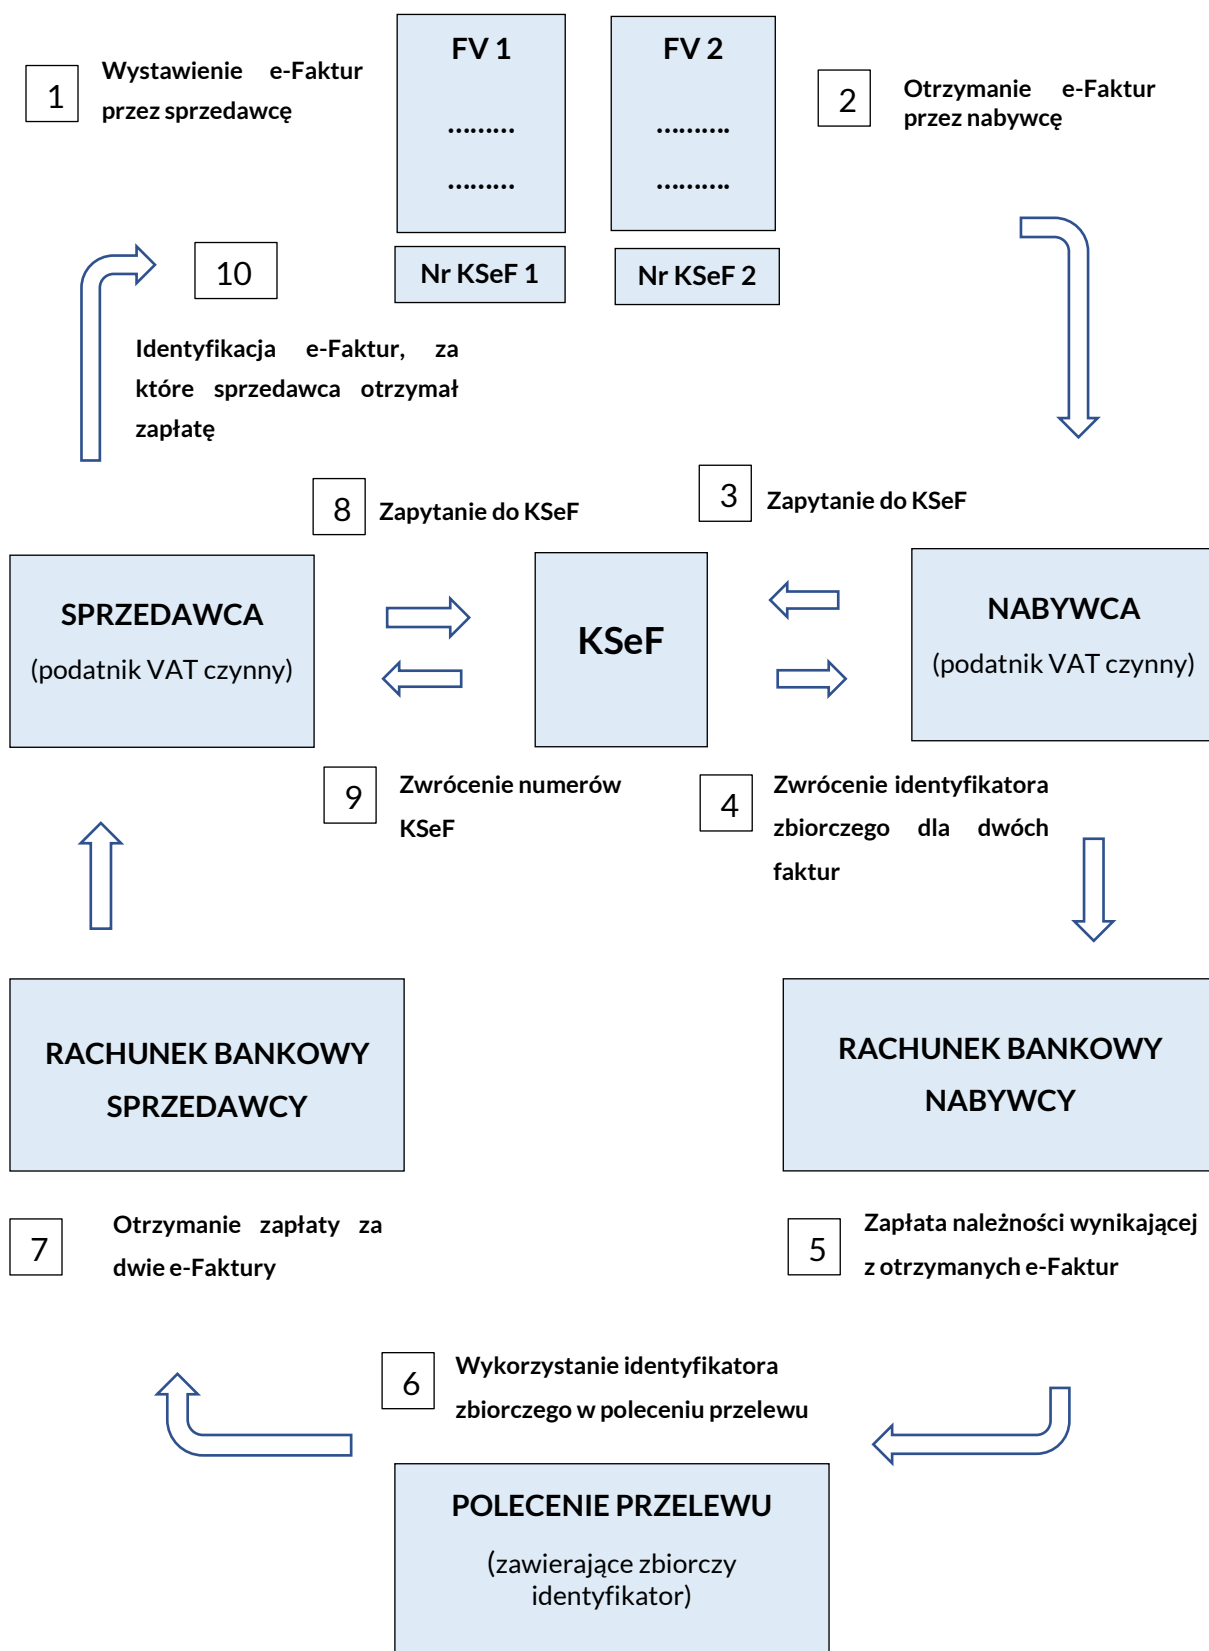 FV 1
………
………
FV 2
……….
……….
1
Wystawienie e-Faktur
przez sprzedawcę
2
Otrzymanie e-Faktur
przez nabywcę
Nr KSeF 1
Nr KSeF 2
10
Identyfikacja e-Faktur, za
które sprzedawca otrzymał
zapłatę
8
Zapytanie do KSeF
3
Zapytanie do KSeF
SPRZEDAWCA
(podatnik VAT czynny)
KSeF
NABYWCA
(podatnik VAT czynny)
9
Zwrócenie numerów
KSeF
4
Zwrócenie identyfikatora
zbiorczego dla dwóch
faktur
RACHUNEK BANKOWY
SPRZEDAWCY
RACHUNEK BANKOWY
NABYWCY
7
Otrzymanie zapłaty za
dwie e-Faktury
5
Zapłata należności wynikającej
z otrzymanych e-Faktur
6
Wykorzystanie identyfikatora
zbiorczego w poleceniu przelewu
POLECENIE PRZELEWU
(zawierające zbiorczy
identyfikator)